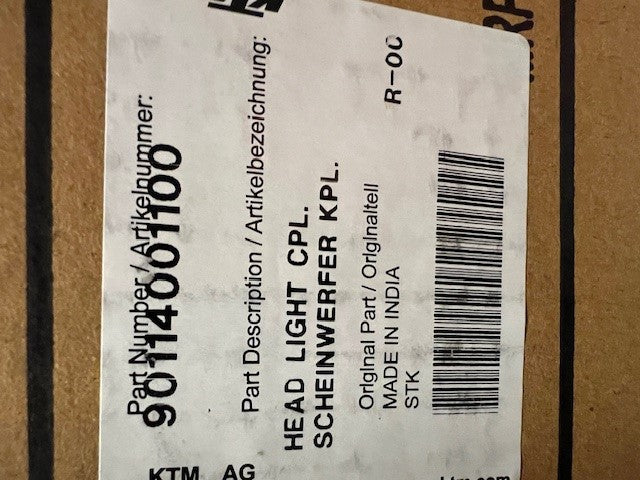 Part Number / Artikelnummer:
90114001100
Part Description / Artikelbezeichnung:
HEAD LIGHT CPL.
SCHEINWERFER KPL.
Original Part / Originalteil
MADE IN INDIA
STK
R-00
KTM AG